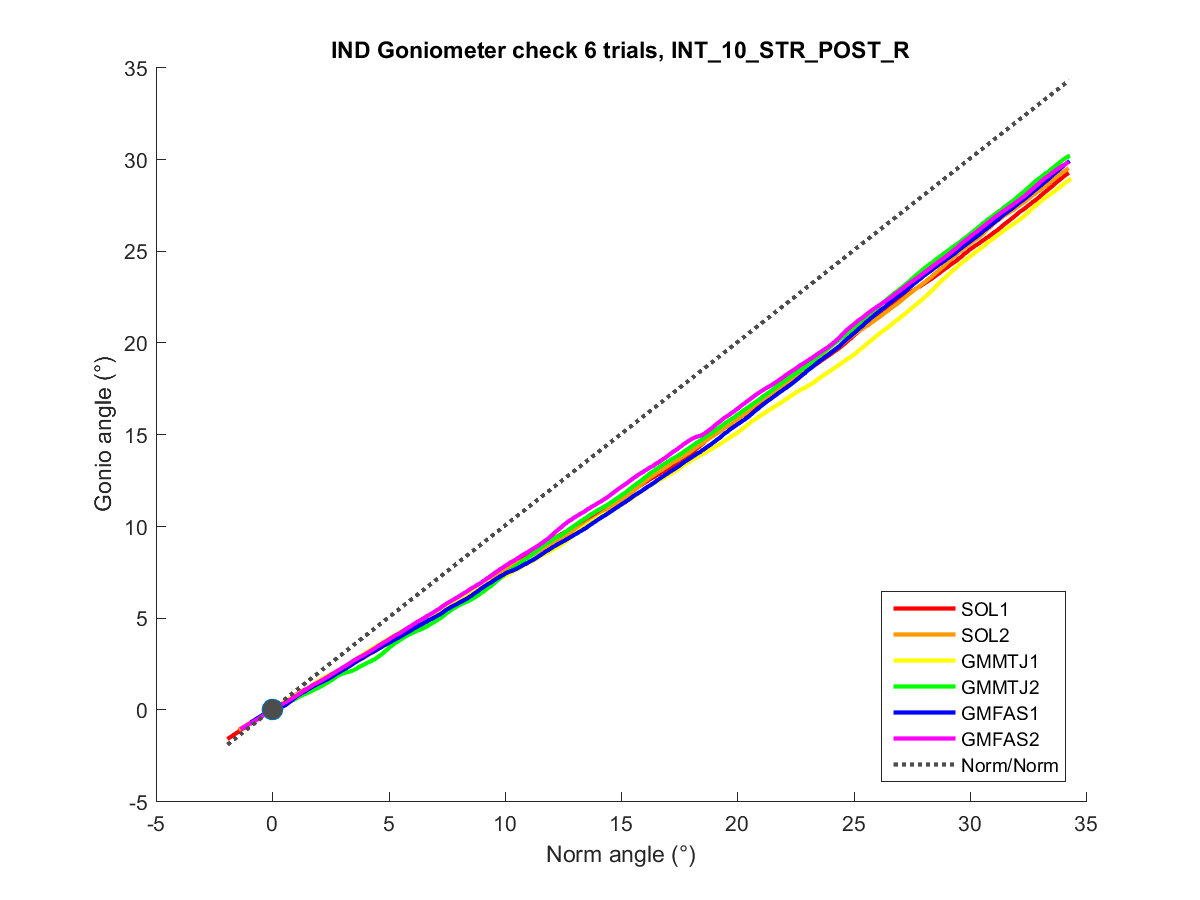 IND Goniometer check 6 trials, INT_10_STR_POST_R
35
30
25
20
15
10
5
0
-5
Gonio angle (°)
-5 0 5 10 15 20 25 30 35
Norm angle (°)
SOL1
SOL2
GMMTJ1
GMMTJ2
GMFAS1
GMFAS2
Norm/Norm